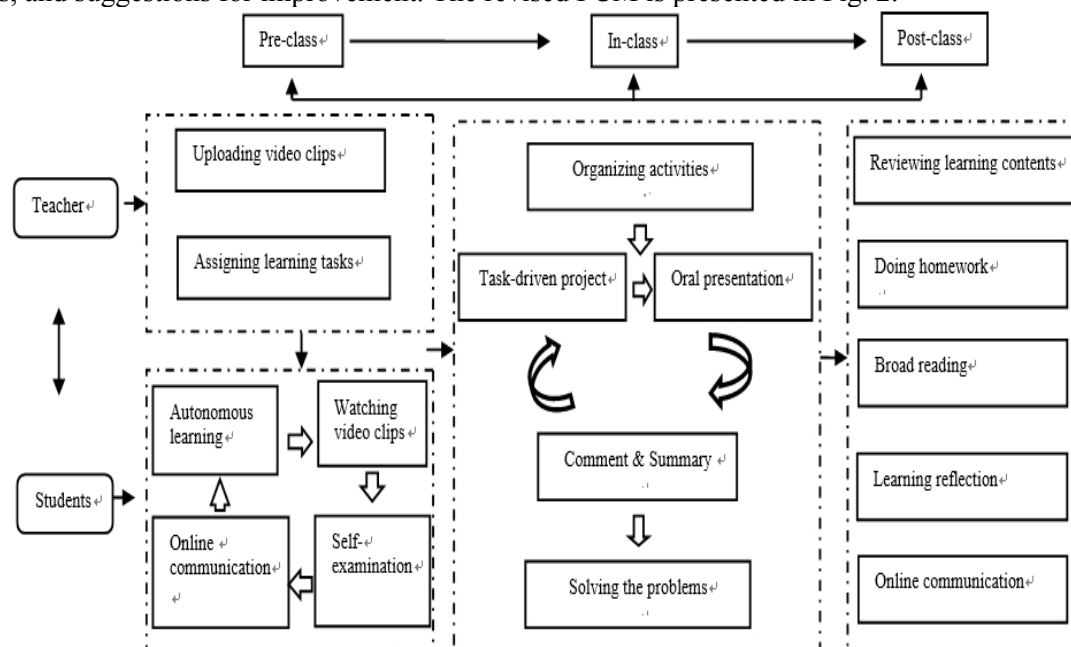 s, and suggestions for improvement. The revised FCM is presented in Fig. 2.
Pre-class
In-class
Post-class
Teacher
Uploading video clips
Assigning learning tasks
Students
Autonomous
learning
Watching
video clips
Online
communication
Self-
examination
Organizing activities
Task-driven project
Oral presentation
Comment & Summary
Solving the problems
Reviewing learning contents
Doing homework
Broad reading
Learning reflection
Online communication